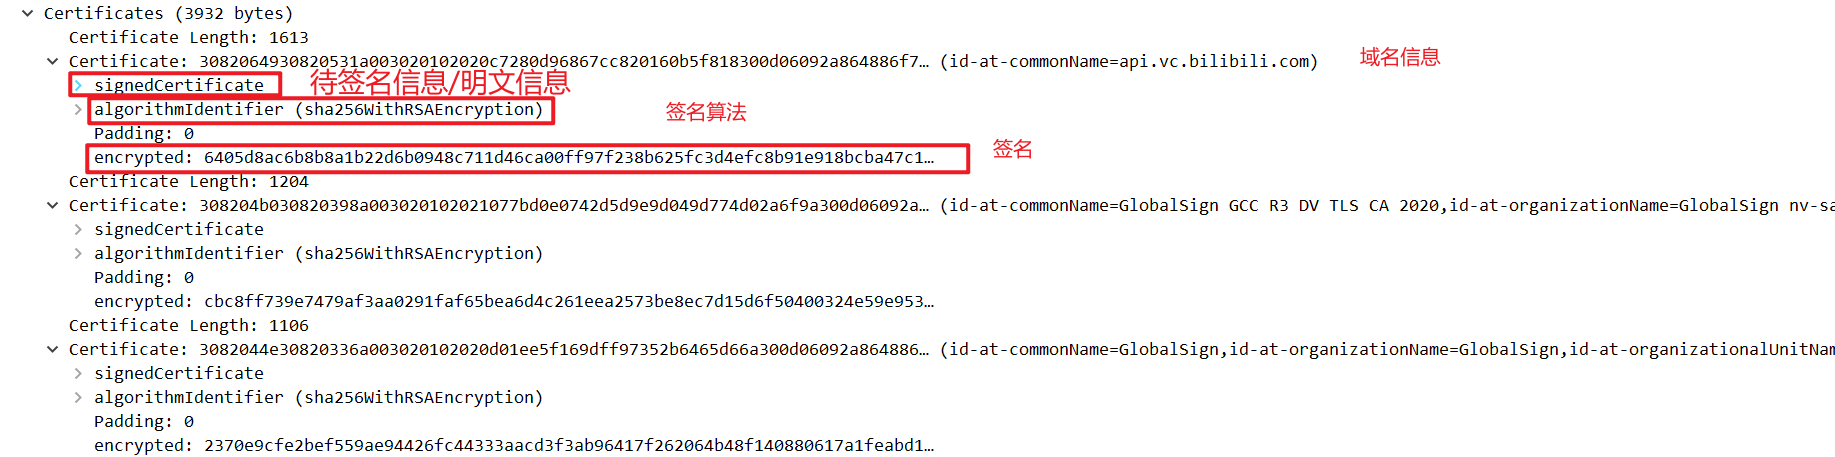 Certificates (3932 bytes)
Certificate Length: 1613
Certificate: 3082064930820531a003020102020c7280d96867cc820160b5f818300d06092a864886f7… (id-at-commonName=api.vc.bilibili.com) 域名信息
signedCertificate 待签名信息/明文信息
algorithmIdentifier (sha256WithRSAEncryption) 签名算法
Padding: 0
encrypted: 6405d8ac6b8b8a1b22d6b0948c711d46ca00ff97f238b625fc3d4efc8b91e918bcba47c1… 签名
Certificate Length: 1204
Certificate: 308204b030820398a003020102021077bd0e0742d5d9e9d049d774d02a6f9a300d06092a… (id-at-commonName=GlobalSign GCC R3 DV TLS CA 2020,id-at-organizationName=GlobalSign nv-sa
signedCertificate
algorithmIdentifier (sha256WithRSAEncryption)
Padding: 0
encrypted: cbc8ff739e7479af3aa0291faf65bea6d4c261eea2573be8ec7d15d6f50400324e59e953…
Certificate Length: 1106
Certificate: 3082044e30820336a003020102020d01ee5f169dff97352b6465d66a300d06092a864886… (id-at-commonName=GlobalSign,id-at-organizationName=GlobalSign,id-at-organizationalUnitNam
signedCertificate
algorithmIdentifier (sha256WithRSAEncryption)
Padding: 0
encrypted: 2370e9cfe2bef559ae94426fc44333aacd3f3ab96417f262064b48f140880617a1feabd1…